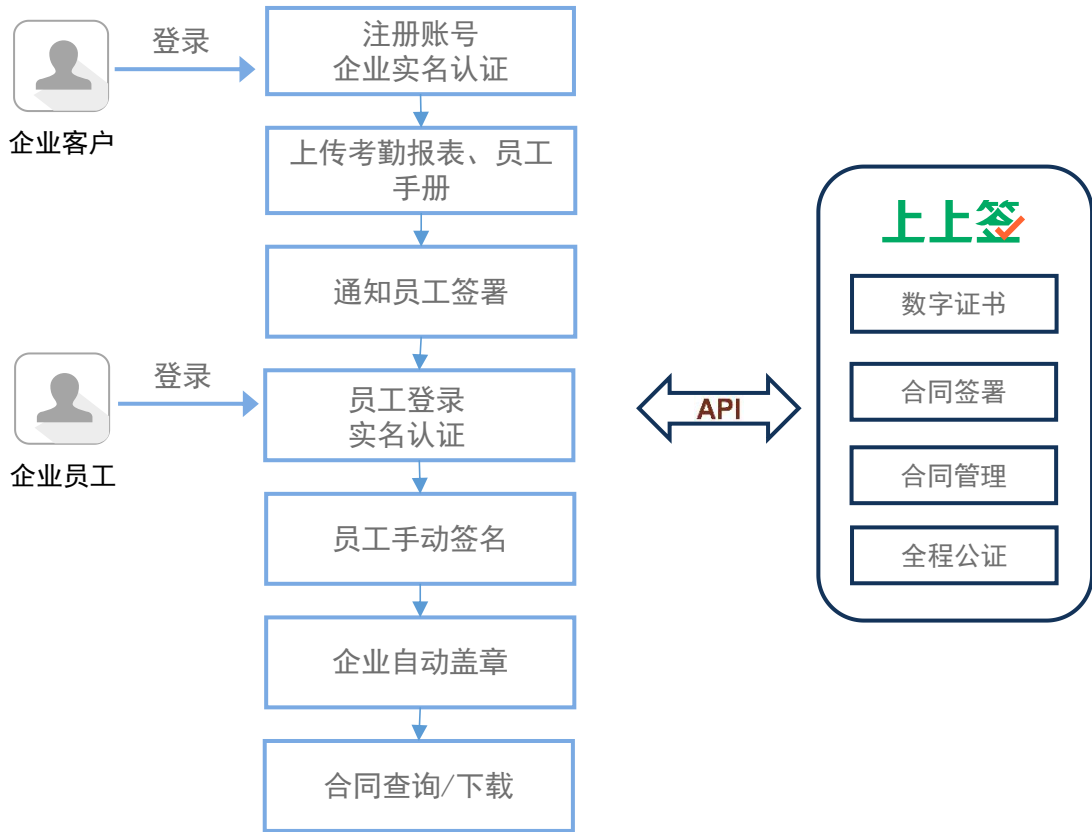 登录
注册账号
企业实名认证
企业客户
上传考勤报表、员工
手册
通知员工签署
登录
员工登录
实名认证
企业员工
员工手动签名
企业自动盖章
合同查询/下载
API
上上签
数字证书
合同签署
合同管理
全程公证